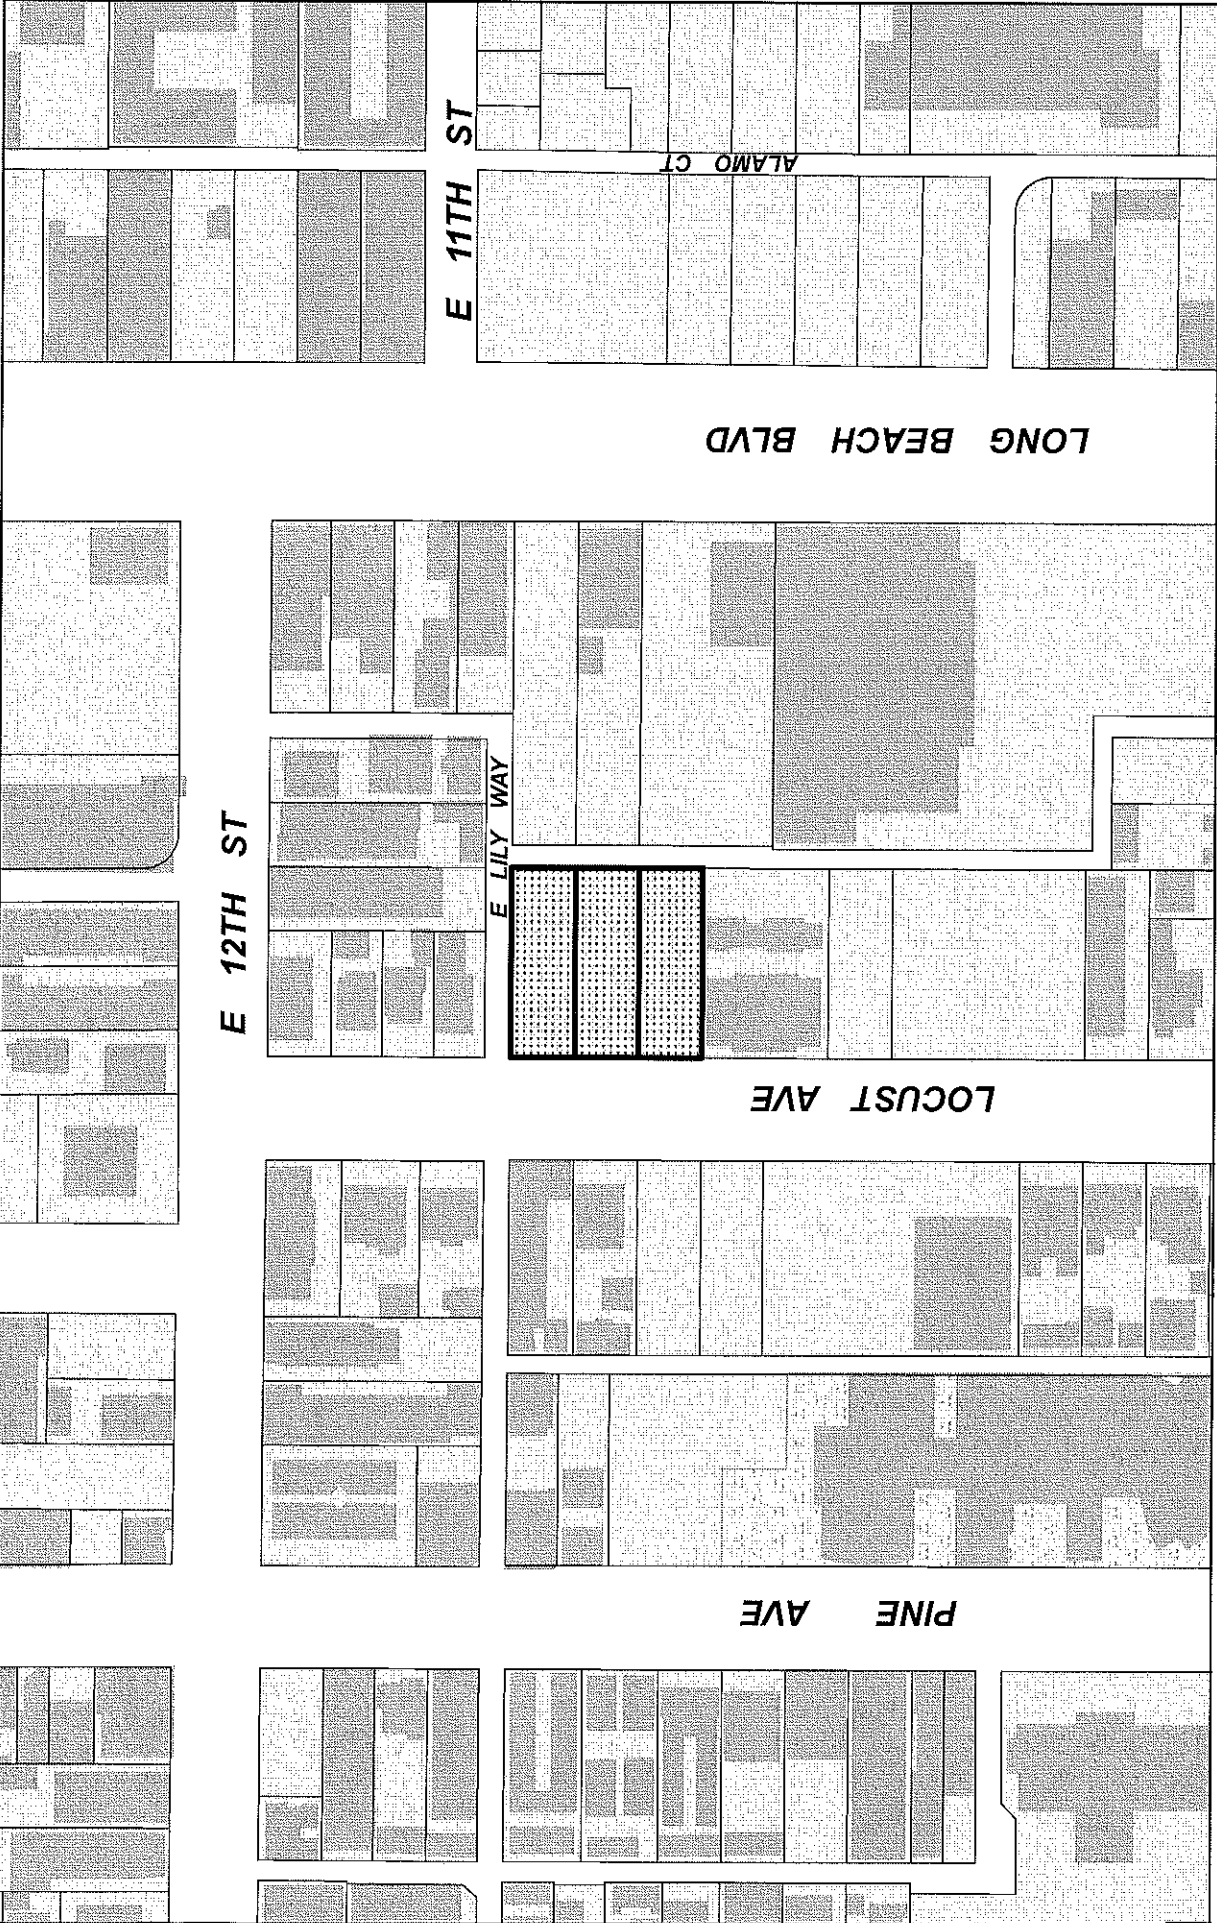 E 11TH ST
ALAMO CT
LONG BEACH BLVD
E LILY WAY
E 12TH ST
LOCUST AVE
PINE AVE